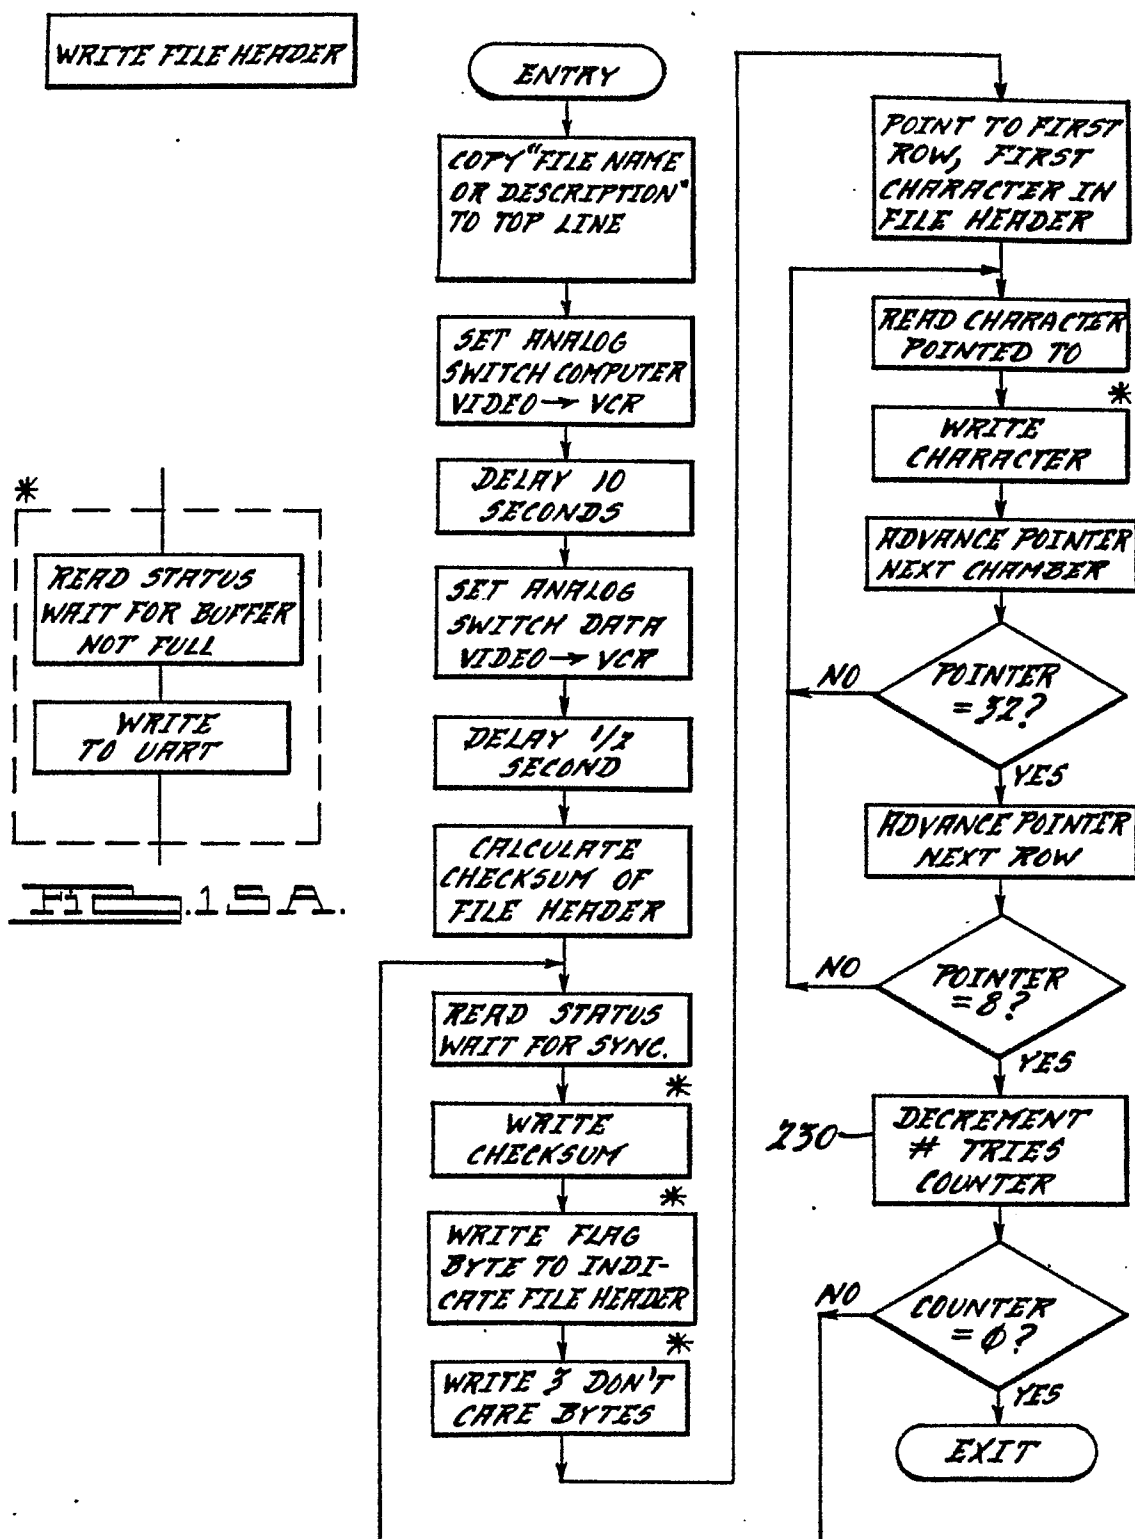 WRITE FILE HEADER
ENTRY
COPY "FILE NAME
OR DESCRIPTION"
TO TOP LINE
SET ANALOG
SWITCH COMPUTER
VIDEO → VCR
DELAY 10
SECONDS
SET ANALOG
SWITCH DATA
VIDEO → VCR
DELAY 1/2
SECOND
CALCULATE
CHECKSUM OF
FILE HEADER
READ STATUS
WAIT FOR SYNC.
*
WRITE
CHECKSUM
*
WRITE FLAG
BYTE TO INDI-
CATE FILE HEADER
*
WRITE 3 DON'T
CARE BYTES
POINT TO FIRST
ROW, FIRST
CHARACTER IN
FILE HEADER
READ CHARACTER
POINTED TO
*
WRITE
CHARACTER
ADVANCE POINTER
NEXT CHAMBER
POINTER
= 32?
NO
YES
ADVANCE POINTER
NEXT ROW
POINTER
= 8?
NO
YES
230
DECREMENT
# TRIES
COUNTER
COUNTER
= ø?
NO
YES
EXIT
*
READ STATUS
WAIT FOR BUFFER
NOT FULL
WRITE
TO UART
FIG.15A.